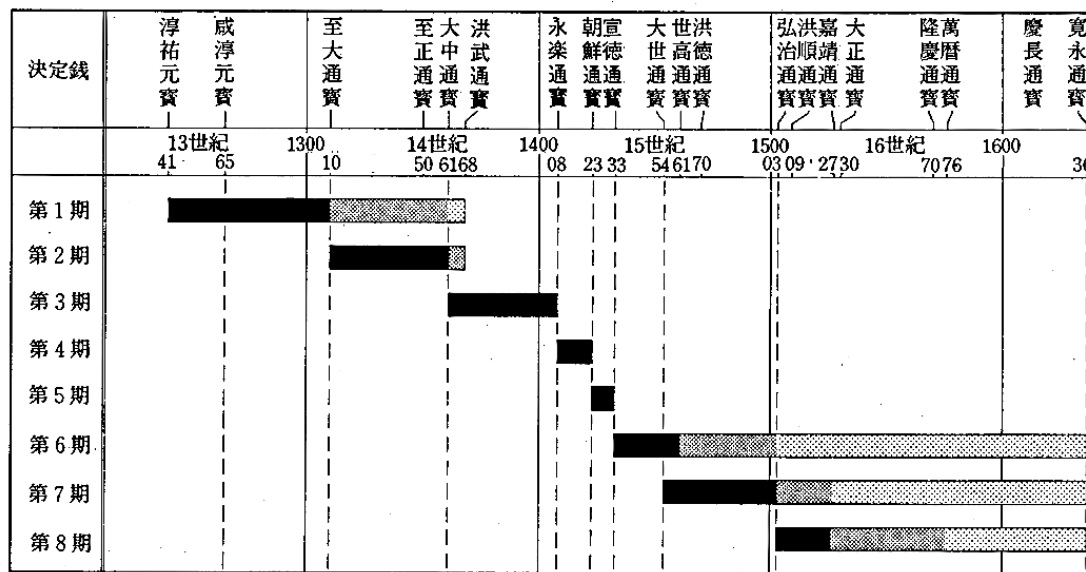 決定銭
淳祐元寳
咸淳元寳
至大通寳
至正通寳
大中通寳
洪武通寳
永楽通寳
朝鮮通寳
宣徳通寳
大世通寳
世高通寳
洪徳通寳
弘治通寳
洪順通寳
嘉靖通寳
大正通寳
隆慶通寳
萬暦通寳
慶長通寳
寛永通寳
13世紀 1300 14世紀 1400 15世紀 1500 16世紀 1600
41 65 10 50 61 68 08 23 33 54 61 70 03 09 27 30 70 76
第1期
第2期
第3期
第4期
第5期
第6期
第7期
第8期